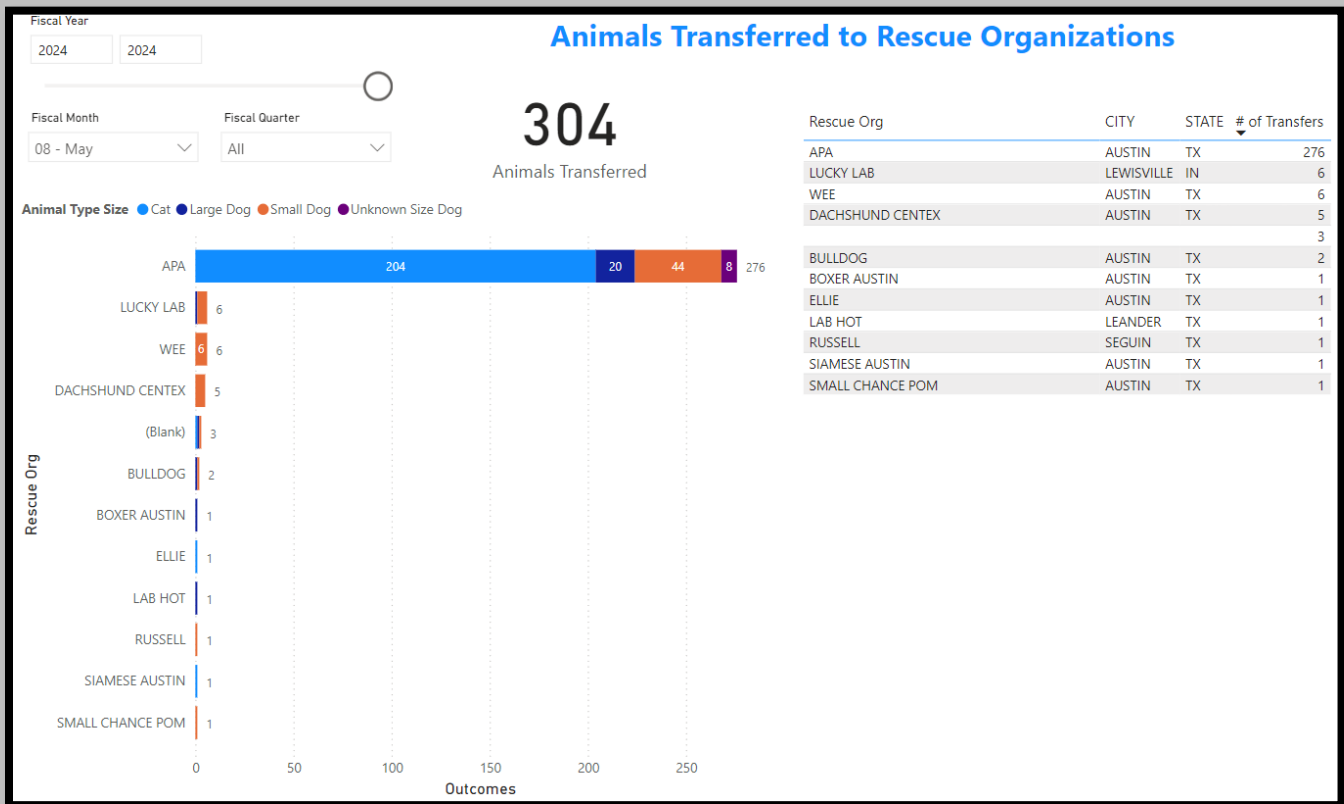 Fiscal Year
2024 2024
Animals Transferred to Rescue Organizations
Fiscal Month Fiscal Quarter
08 - May All
304
Animals Transferred
Animal Type Size Cat Large Dog Small Dog Unknown Size Dog
Rescue Org
APA 204 20 44 8 276
LUCKY LAB 6
WEE 6 6
DACHSHUND CENTEX 5
(Blank) 3
BULLDOG 2
BOXER AUSTIN 1
ELLIE 1
LAB HOT 1
RUSSELL 1
SIAMESE AUSTIN 1
SMALL CHANCE POM 1
0 50 100 150 200 250
Outcomes
Rescue Org CITY STATE # of Transfers
APA AUSTIN TX 276
LUCKY LAB LEWISVILLE IN 6
WEE AUSTIN TX 6
DACHSHUND CENTEX AUSTIN TX 5
3
BULLDOG AUSTIN TX 2
BOXER AUSTIN AUSTIN TX 1
ELLIE AUSTIN TX 1
LAB HOT LEANDER TX 1
RUSSELL SEGUIN TX 1
SIAMESE AUSTIN AUSTIN TX 1
SMALL CHANCE POM AUSTIN TX 1